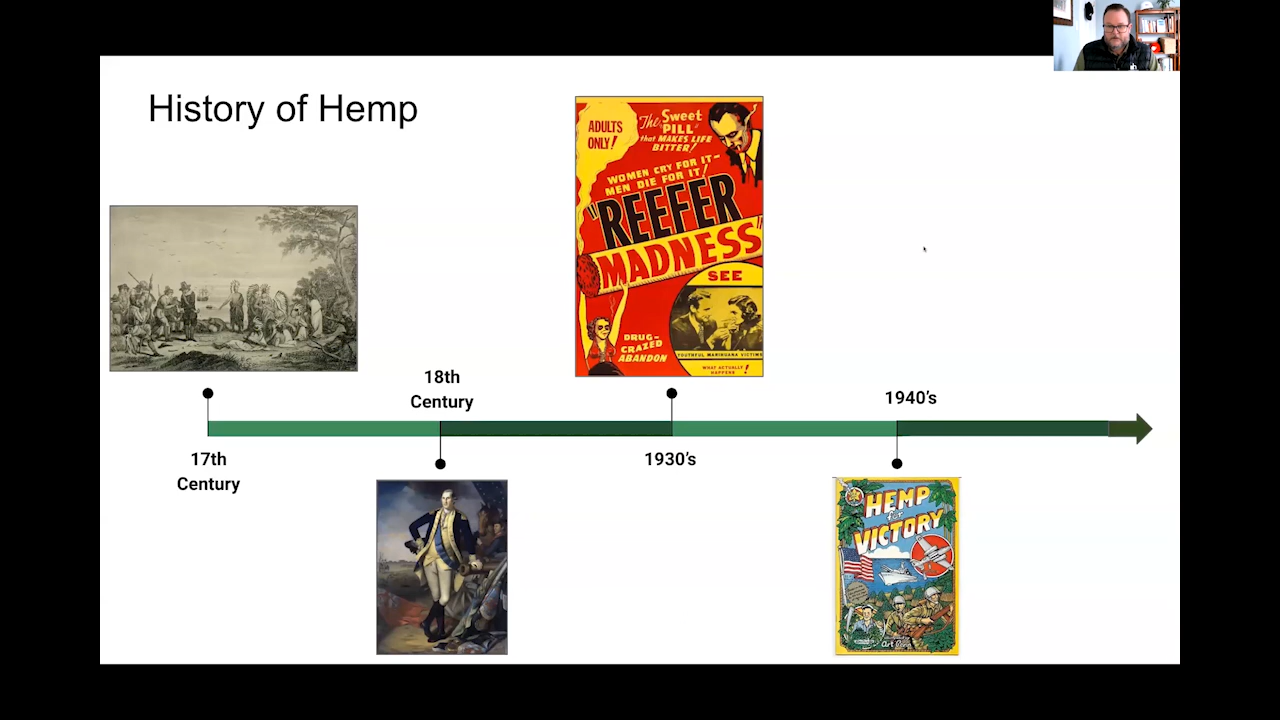 History of Hemp
ADULTS
ONLY!
The Sweet
"PILL"
that MAKES LIFE
BITTER!
WOMEN CRY FOR IT-
MEN DIE FOR IT!
"REEFER
MADNESS"
SEE
DRUG-
CRAZED
ABANDON
YOUTHFUL MARIHUANA VICTIMS
WHAT ACTUALLY
HAPPENS!
18th
Century
1940's
17th
Century
1930's
HEMP
for
VICTORY